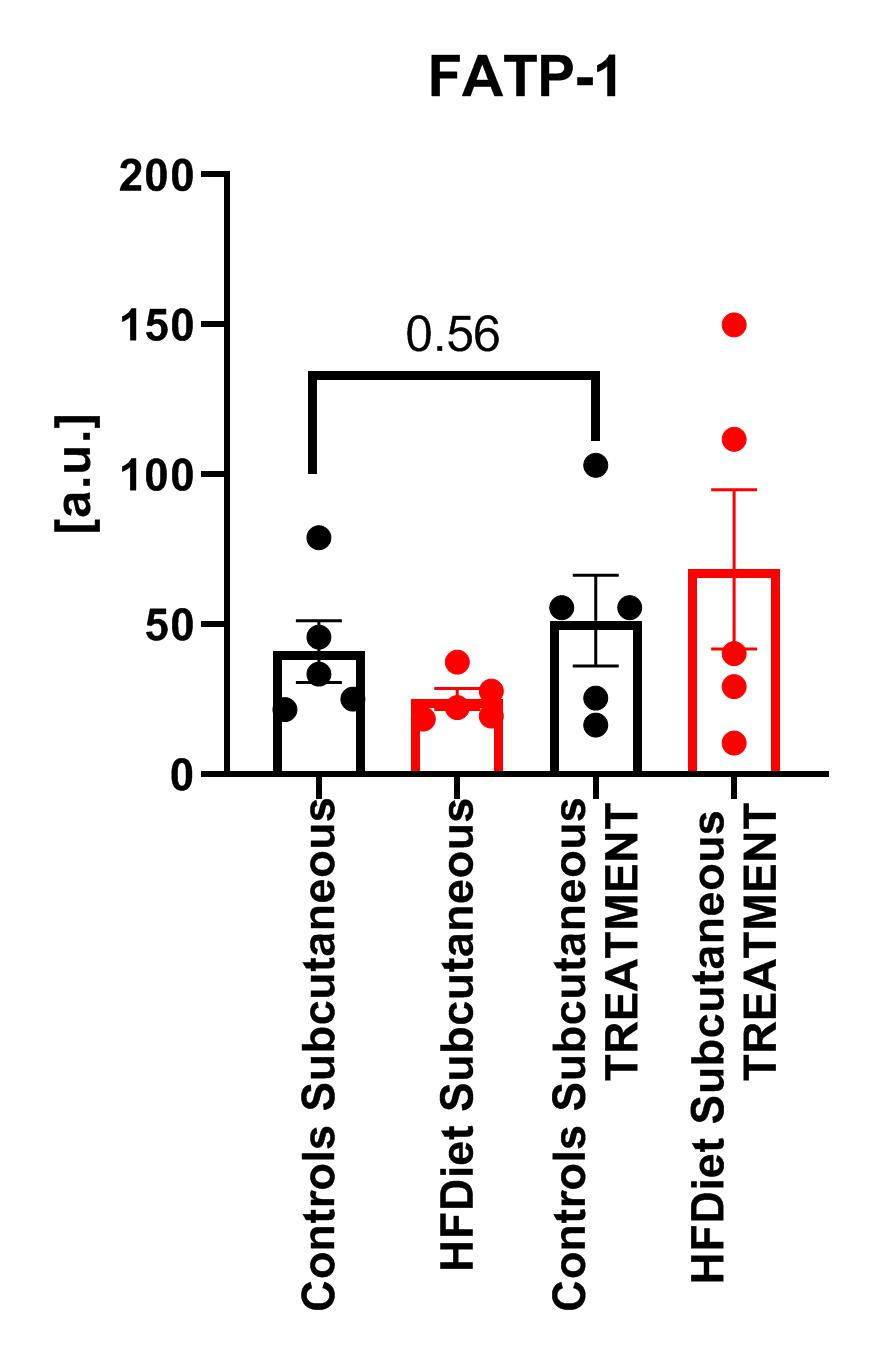 FATP-1
[a.u.]
200
150
100
50
0
0.56
Controls Subcutaneous
HFDiet Subcutaneous
Controls Subcutaneous
TREATMENT
HFDiet Subcutaneous
TREATMENT